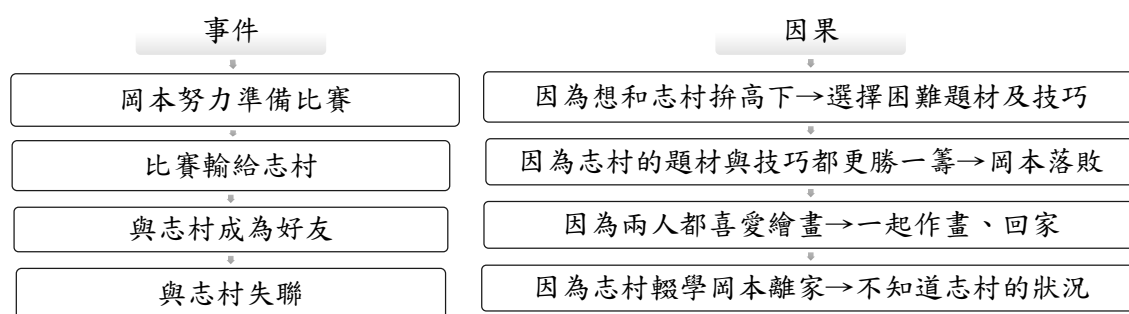 事件
岡本努力準備比賽
比賽輸給志村
與志村成為好友
與志村失聯
因果
因為想和志村拚高下→選擇困難題材及技巧
因為志村的題材與技巧都更勝一籌→岡本落敗
因為兩人都喜愛繪畫→一起作畫、回家
因為志村輟學岡本離家→不知道志村的狀況